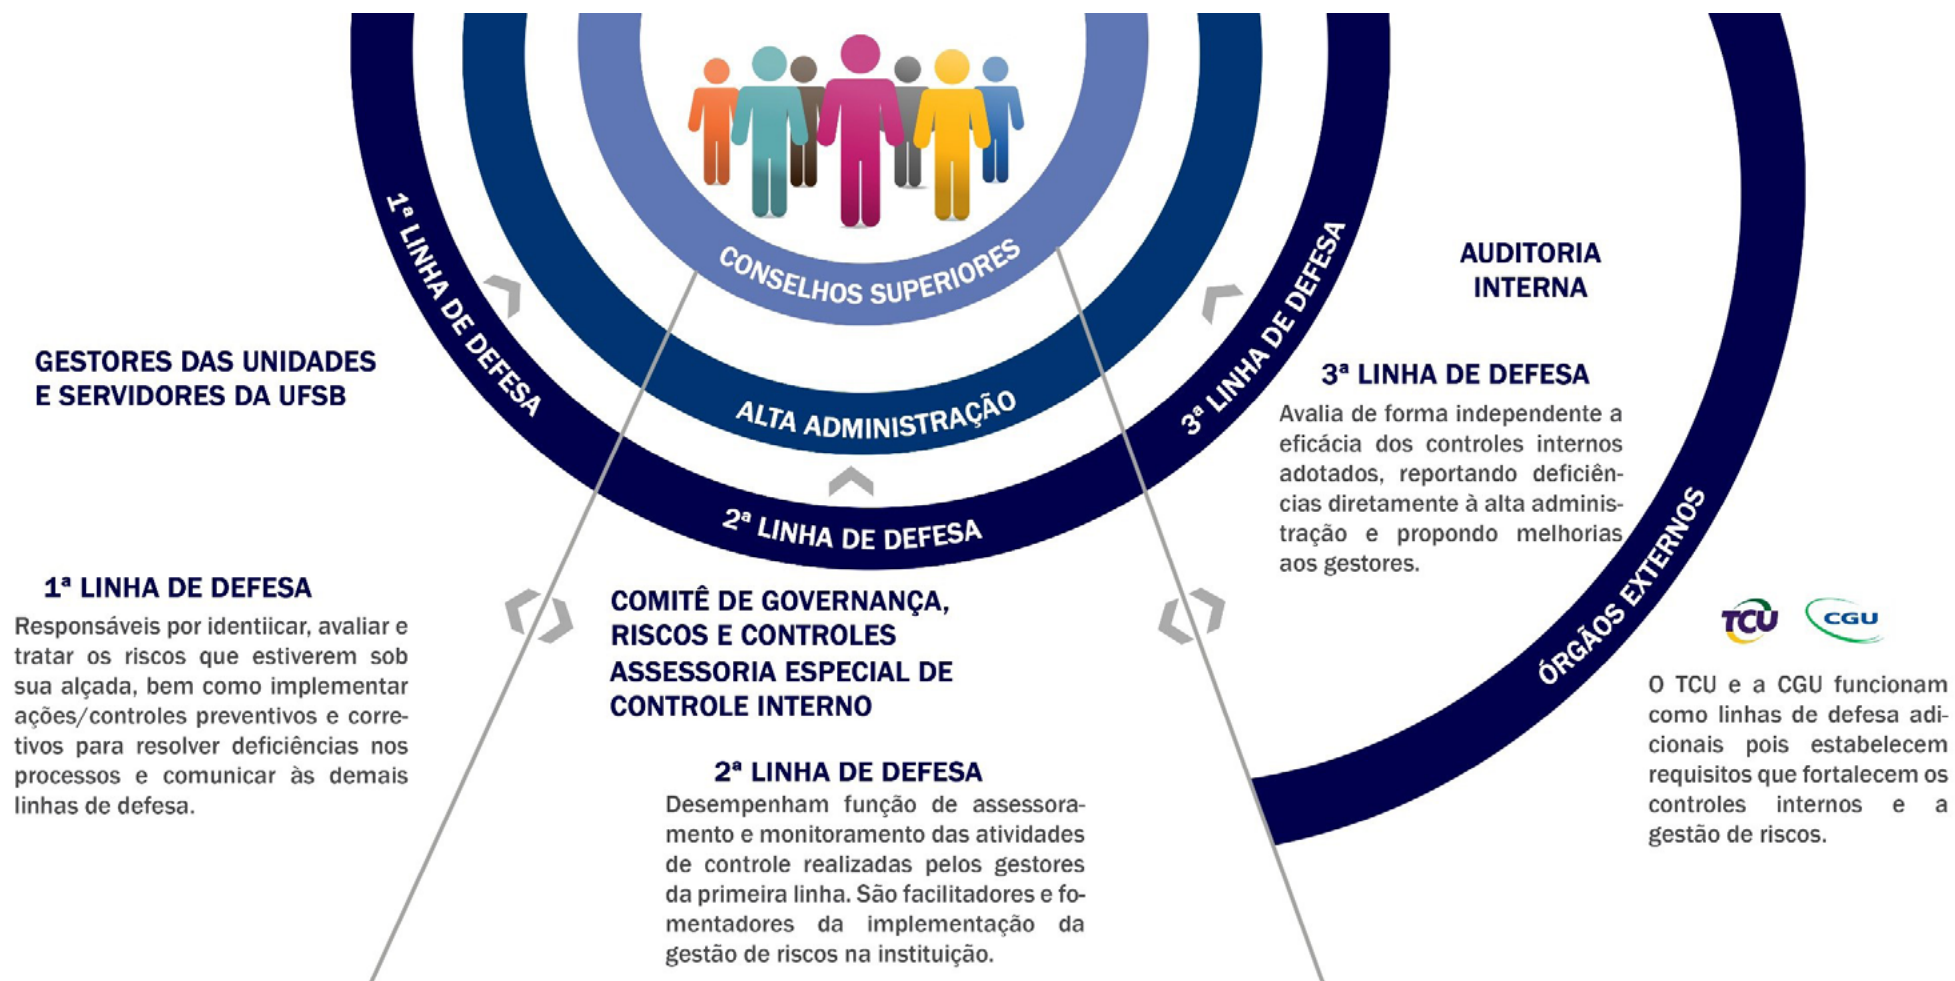 CONSELHOS SUPERIORES
ALTA ADMINISTRAÇÃO
1ª LINHA DE DEFESA
2ª LINHA DE DEFESA
3ª LINHA DE DEFESA
ÓRGÃOS EXTERNOS
GESTORES DAS UNIDADES
E SERVIDORES DA UFSB
1ª LINHA DE DEFESA
Responsáveis por identiicar, avaliar e
tratar os riscos que estiverem sob
sua alçada, bem como implementar
ações/controles preventivos e corre-
tivos para resolver deficiências nos
processos e comunicar às demais
linhas de defesa.
COMITÊ DE GOVERNANÇA,
RISCOS E CONTROLES
ASSESSORIA ESPECIAL DE
CONTROLE INTERNO
2ª LINHA DE DEFESA
Desempenham função de assessora-
mento e monitoramento das atividades
de controle realizadas pelos gestores
da primeira linha. São facilitadores e fo-
mentadores da implementação da
gestão de riscos na instituição.
AUDITORIA
INTERNA
3ª LINHA DE DEFESA
Avalia de forma independente a
eficácia dos controles internos
adotados, reportando deficiên-
cias diretamente à alta adminis-
tração e propondo melhorias
aos gestores.
TCU CGU
O TCU e a CGU funcionam
como linhas de defesa adi-
cionais pois estabelecem
requisitos que fortalecem os
controles internos e a
gestão de riscos.